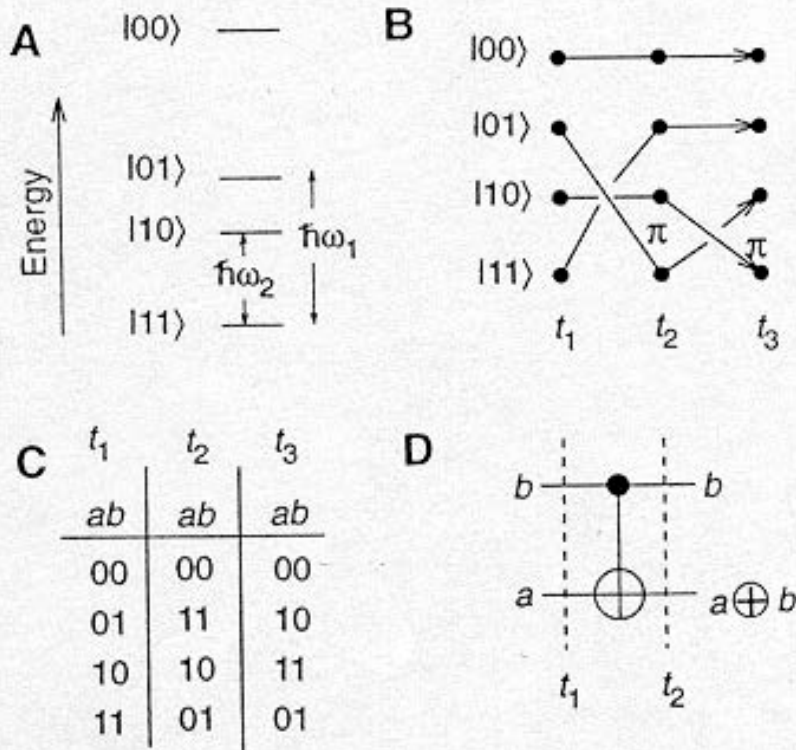 A
|00⟩
|01⟩
|10⟩
|11⟩
Energy
ħω₁
ħω₂
B
|00⟩
|01⟩
|10⟩
|11⟩
π
π
t₁ t₂ t₃
C
t₁ t₂ t₃
ab ab ab
00 00 00
01 11 10
10 10 11
11 01 01
D
b b
a a ⊕ b
t₁ t₂